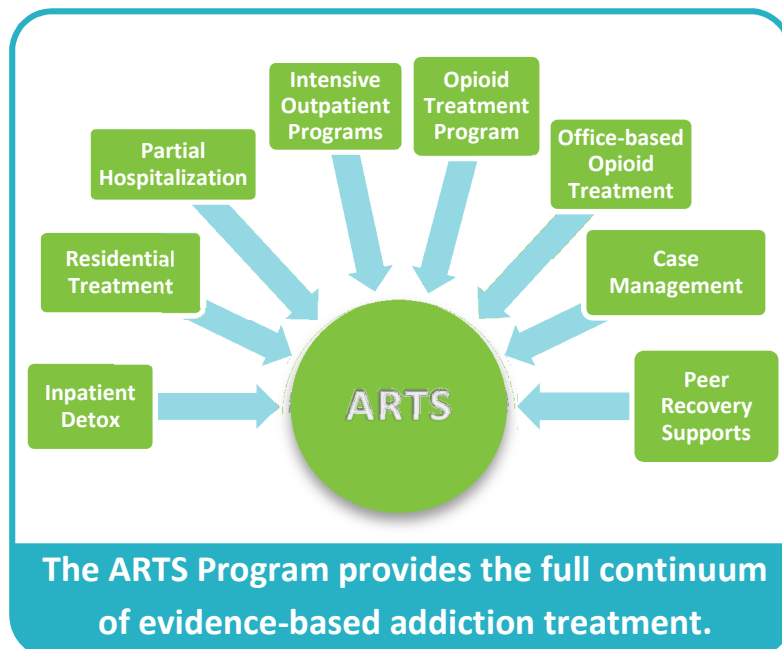 Intensive
Outpatient
Programs
Opioid
Treatment
Program
Partial
Hospitalization
Office-based
Opioid
Treatment
Residential
Treatment
Case
Management
Inpatient
Detox
ARTS
Peer
Recovery
Supports
The ARTS Program provides the full continuum
of evidence-based addiction treatment.